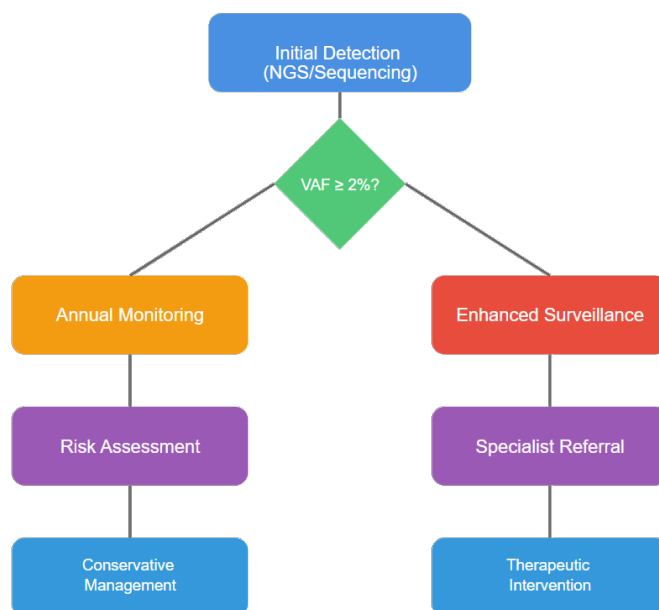 Initial Detection
(NGS/Sequencing)
VAF ≥ 2%?
Annual Monitoring
Enhanced Surveillance
Risk Assessment
Specialist Referral
Conservative
Management
Therapeutic
Intervention